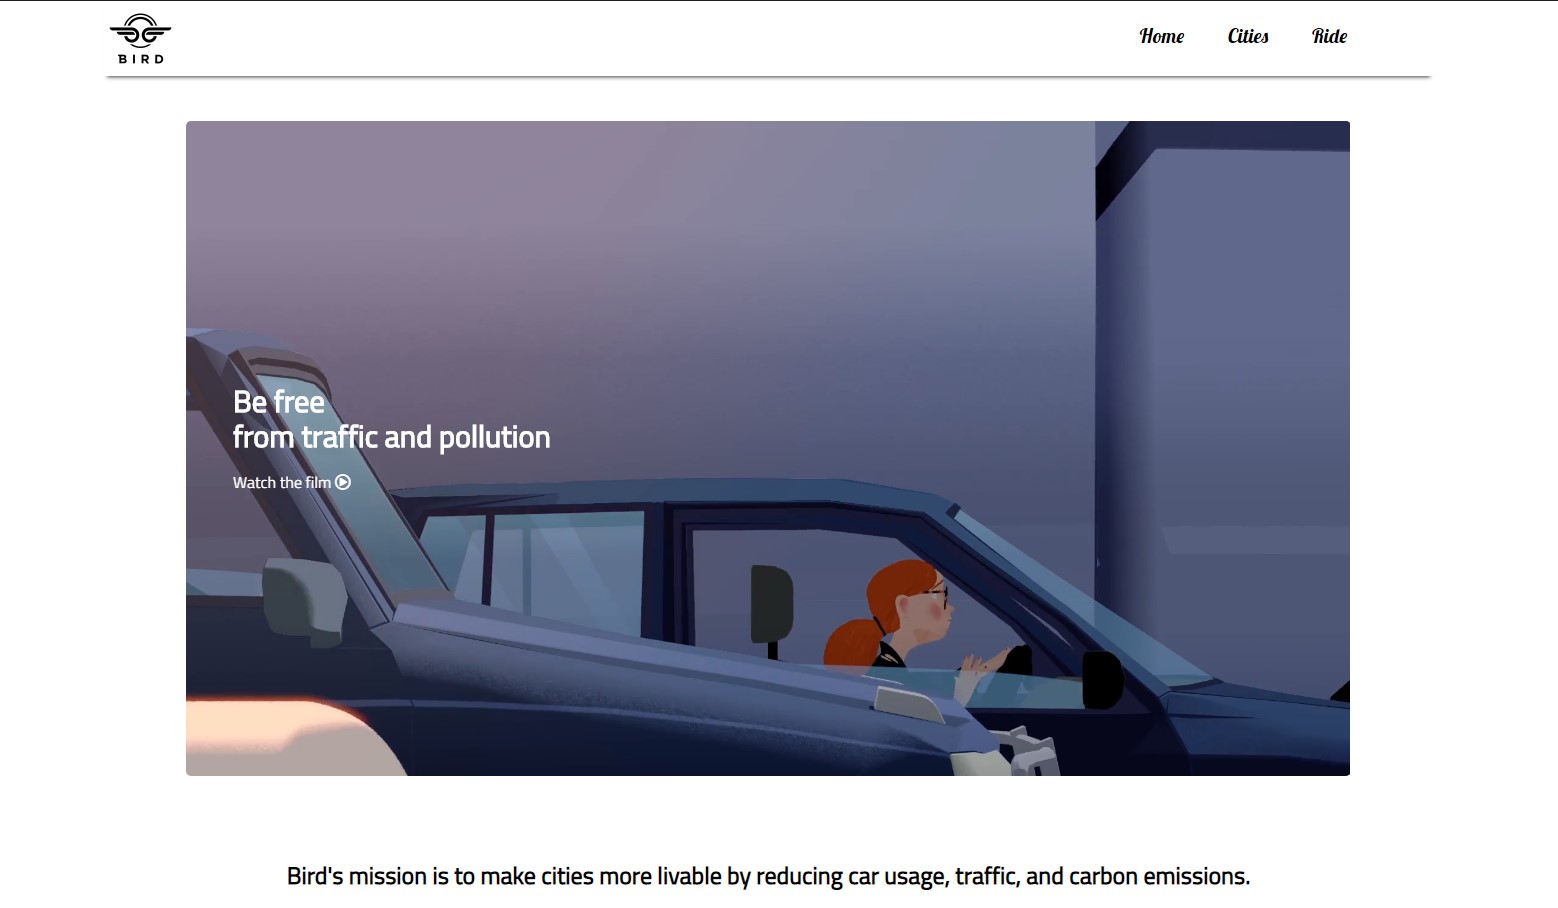 BIRD
Home Cities Ride
Be free
from traffic and pollution
Watch the film
Bird's mission is to make cities more livable by reducing car usage, traffic, and carbon emissions.